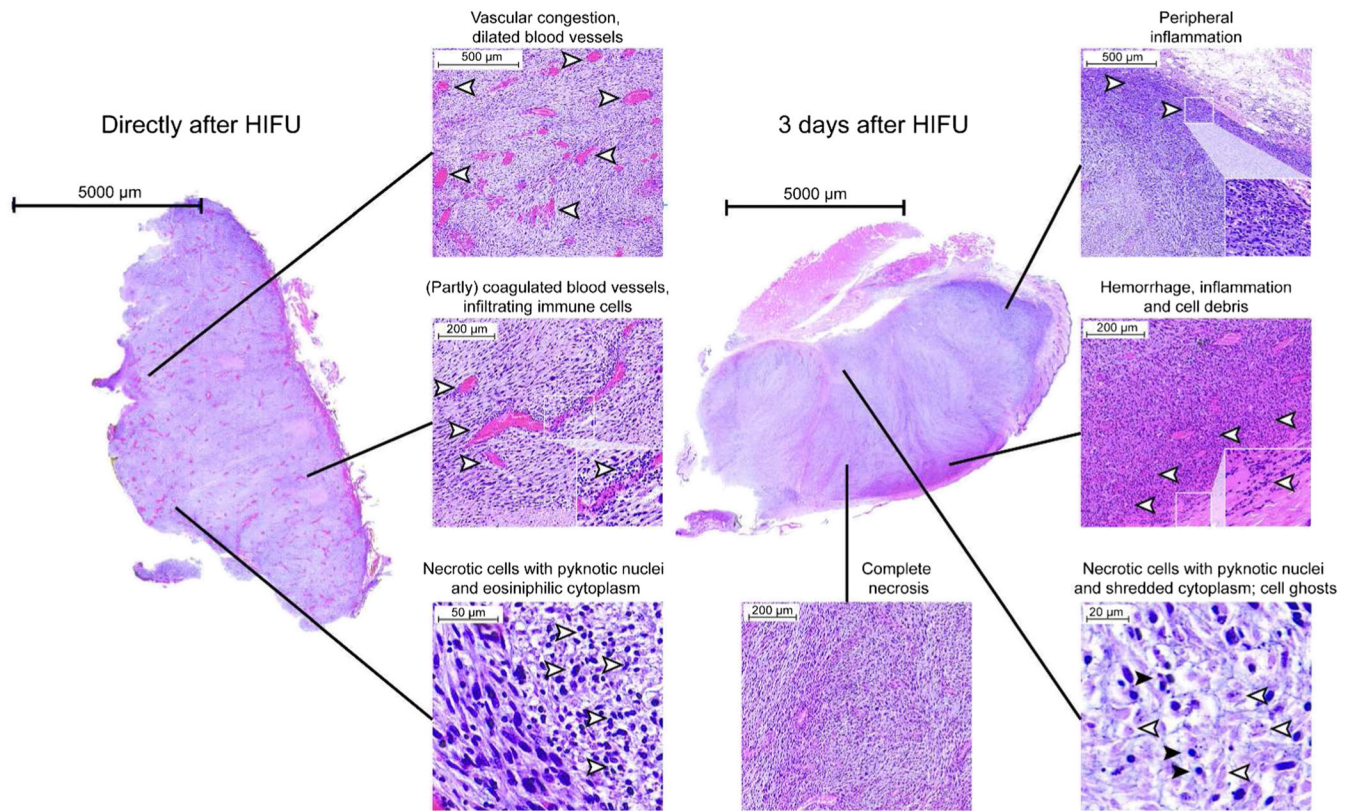 Directly after HIFU
5000 µm
Vascular congestion,
dilated blood vessels
500 µm
(Partly) coagulated blood vessels,
infiltrating immune cells
200 µm
Necrotic cells with pyknotic nuclei
and eosiniphilic cytoplasm
50 µm
3 days after HIFU
5000 µm
Peripheral
inflammation
500 µm
Hemorrhage, inflammation
and cell debris
200 µm
Complete
necrosis
200 µm
Necrotic cells with pyknotic nuclei
and shredded cytoplasm; cell ghosts
20 µm